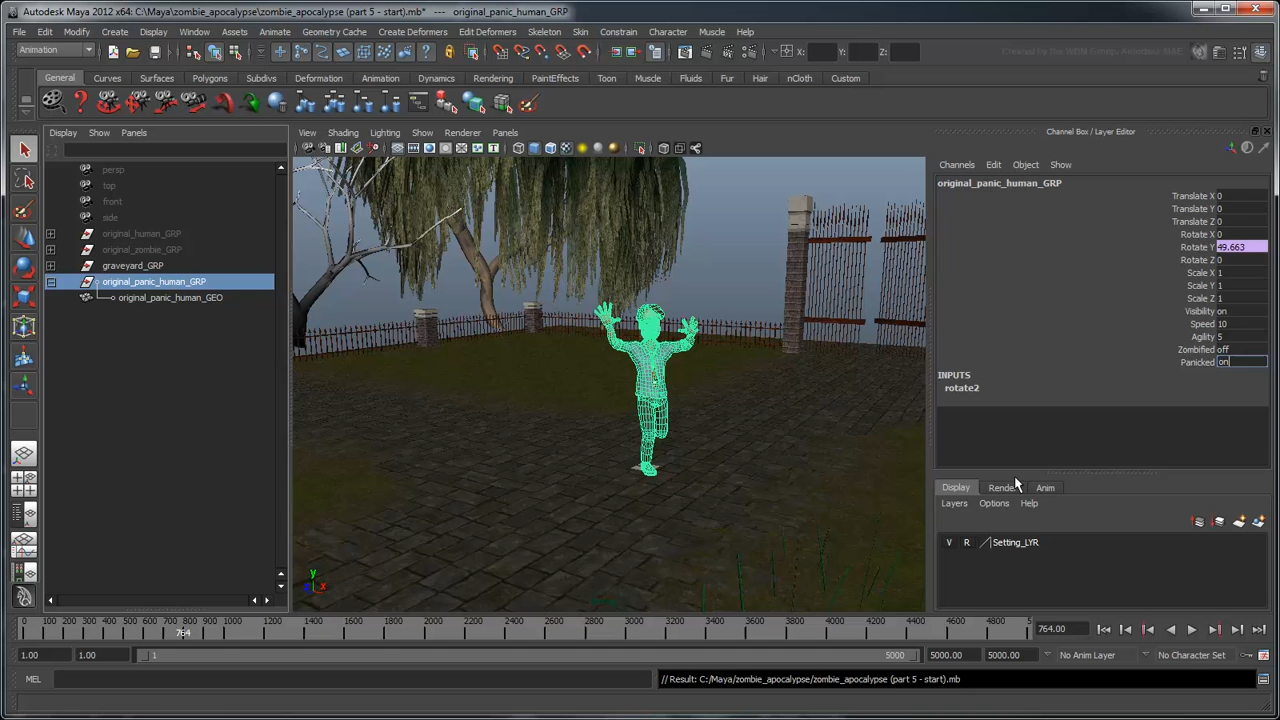 Autodesk Maya 2012 x64: C:\Maya\zombie_apocalypse\zombie_apocalypse (part 5 - start).mb* --- original_panic_human_GRP
File Edit Modify Create Display Window Assets Animate Geometry Cache Create Deformers Edit Deformers Skeleton Skin Constrain Character Muscle Help
Animation X: Y: Z:
General Curves Surfaces Polygons Subdivs Deformation Animation Dynamics Rendering PaintEffects Toon Muscle Fluids Fur Hair nCloth Custom
Display Show Panels
View Shading Lighting Show Renderer Panels
Channel Box / Layer Editor
Channels Edit Object Show
persp
top
front
side
original_human_GRP
original_zombie_GRP
graveyard_GRP
original_panic_human_GRP
original_panic_human_GEO
original_panic_human_GRP
Translate X 0
Translate Y 0
Translate Z 0
Rotate X 0
Rotate Y 49.663
Rotate Z 0
Scale X 1
Scale Y 1
Scale Z 1
Visibility on
Speed 10
Agility 5
Zombified off
Panicked on
INPUTS
rotate2
Display Render Anim
Layers Options Help
V R Setting_LYR
y
x
0 100 200 300 400 500 600 700 800 900 1000 1200 1400 1600 1800 2000 2200 2400 2600 2800 3000 3200 3400 3600 3800 4000 4200 4400 4600 4800 5
764
764.00
1.00 1.00 1 5000 5000.00 5000.00 No Anim Layer No Character Set
MEL // Result: C:/Maya/zombie_apocalypse/zombie_apocalypse (part 5 - start).mb